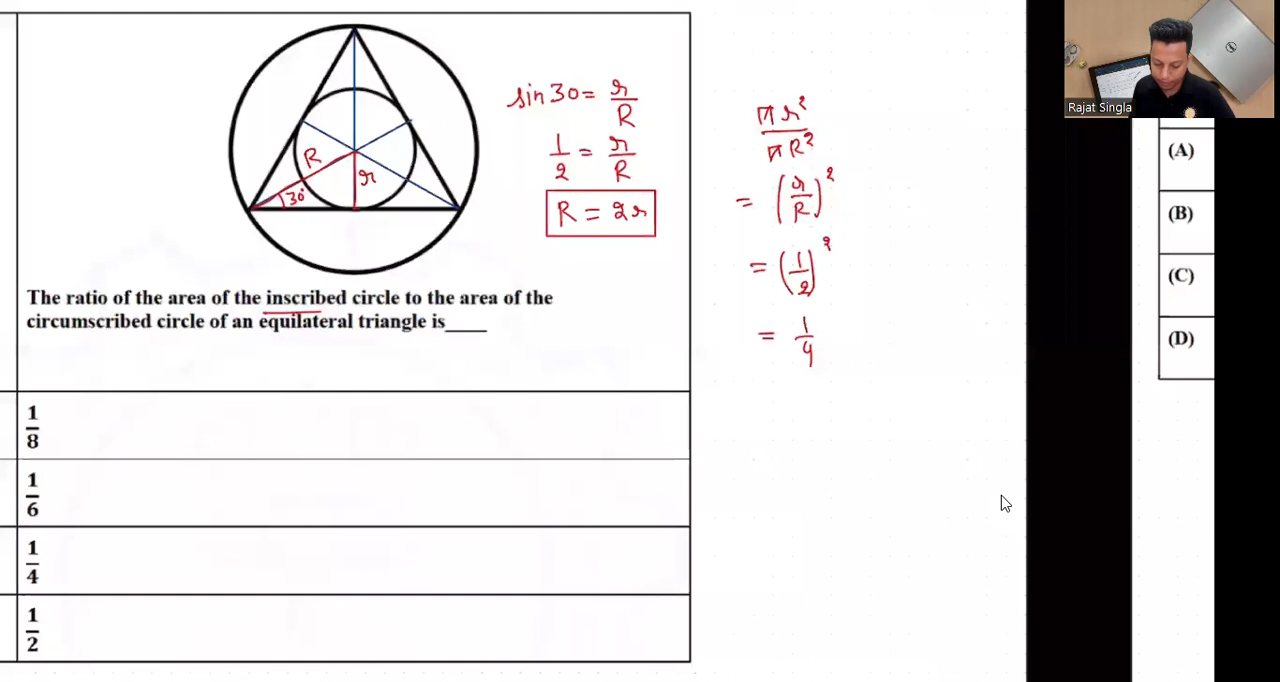 R
r
30°
sin 30 = r/R
1/2 = r/R
R = 2r
πr²/πR²
= (r/R)²
= (1/2)²
= 1/4
The ratio of the area of the inscribed circle to the area of the
circumscribed circle of an equilateral triangle is____
1/8
1/6
1/4
1/2
Rajat Singla
(A)
(B)
(C)
(D)